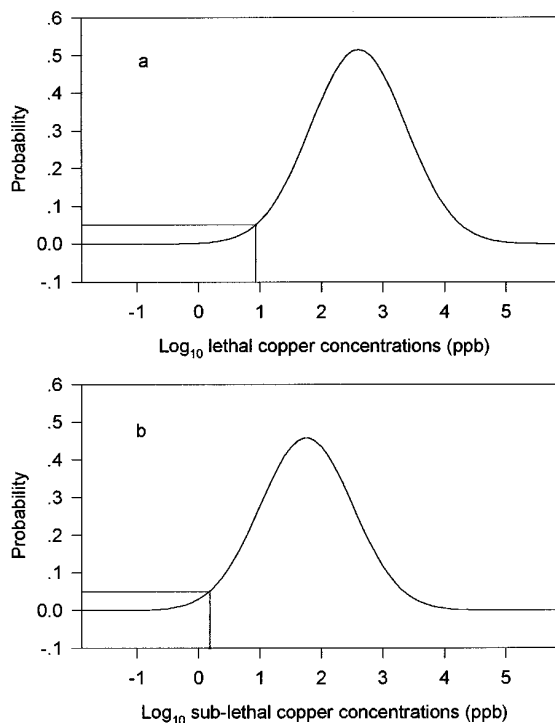 .6
a
.5
.4
.3
.2
.1
0.0
-.1
Probability
-1 0 1 2 3 4 5
Log₁₀ lethal copper concentrations (ppb)
.6
b
.5
.4
.3
.2
.1
0.0
-.1
Probability
-1 0 1 2 3 4 5
Log₁₀ sub-lethal copper concentrations (ppb)